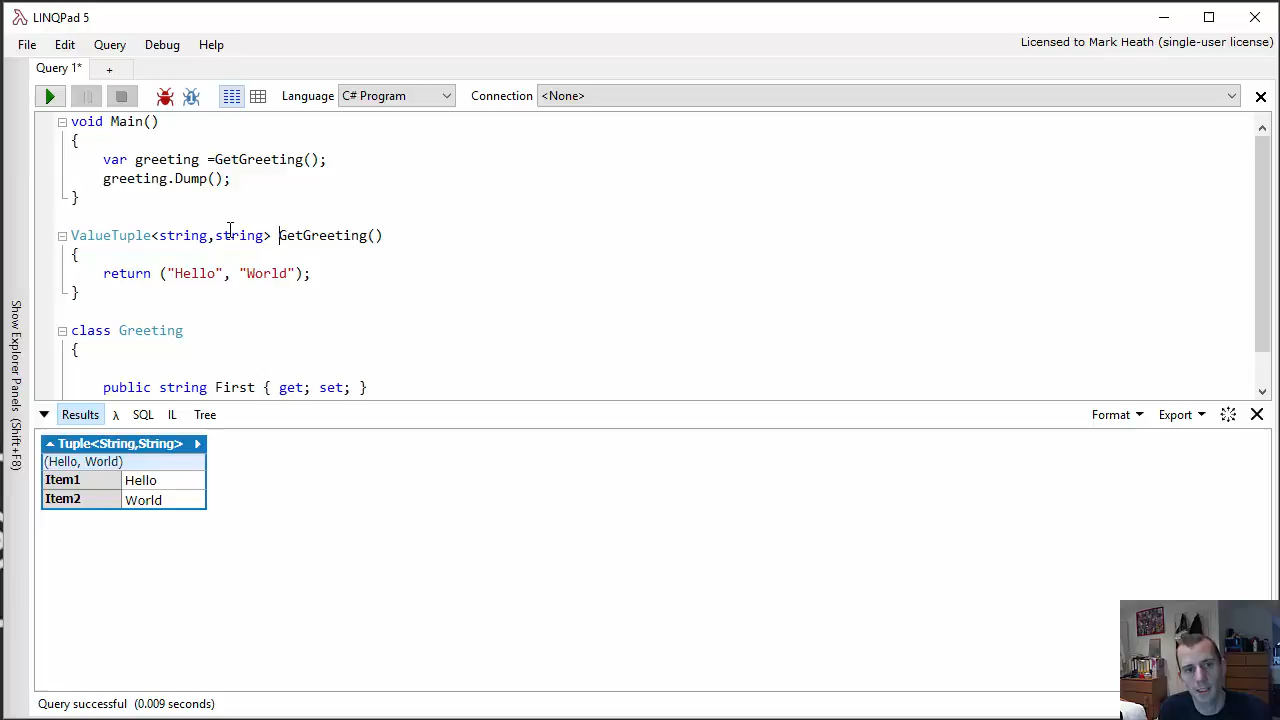 LINQPad 5
File Edit Query Debug Help
Licensed to Mark Heath (single-user license)
Query 1* +
Language C# Program Connection <None>
void Main()
{
var greeting =GetGreeting();
greeting.Dump();
}
ValueTuple<string,string> GetGreeting()
{
return ("Hello", "World");
}
class Greeting
{
public string First { get; set; }
Show Explorer Panels (Shift+F8)
Results λ SQL IL Tree
Format Export
Tuple<String,String>
(Hello, World)
Item1 Hello
Item2 World
Query successful (0.009 seconds)